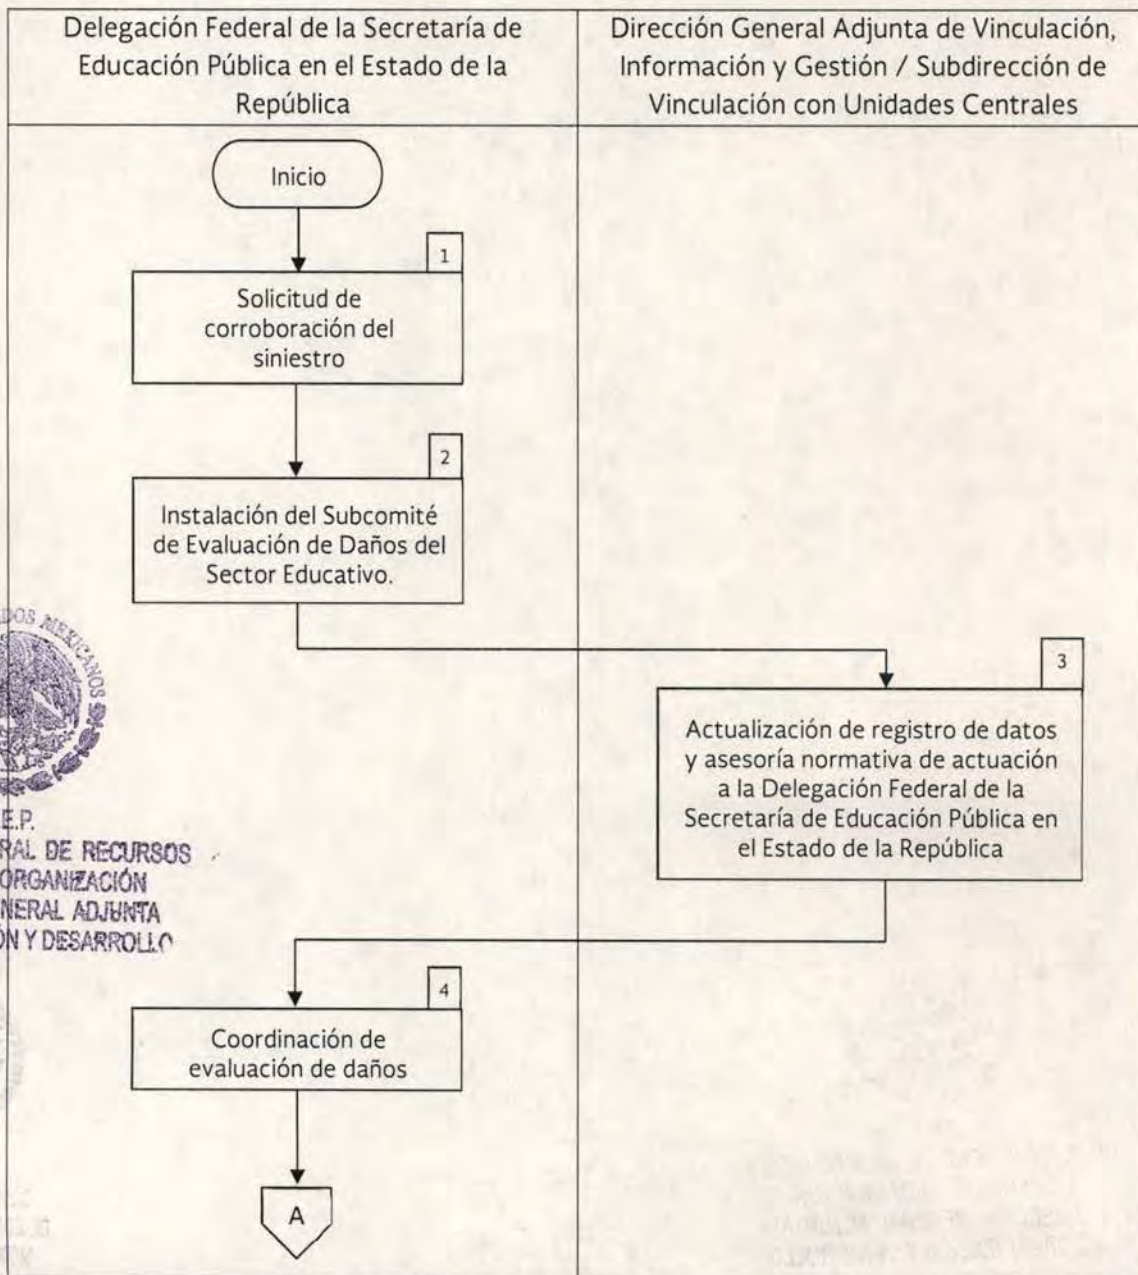 Delegación Federal de la Secretaría de
Educación Pública en el Estado de la
República
Dirección General Adjunta de Vinculación,
Información y Gestión / Subdirección de
Vinculación con Unidades Centrales
Inicio
1
Solicitud de
corroboración del
siniestro
2
Instalación del Subcomité
de Evaluación de Daños del
Sector Educativo.
3
Actualización de registro de datos
y asesoría normativa de actuación
a la Delegación Federal de la
Secretaría de Educación Pública en
el Estado de la República
DOS MEXICANOS
E.P.
RAL DE RECURSOS
ORGANIZACIÓN
NERAL ADJUNTA
ÓN Y DESARROLLO
4
Coordinación de
evaluación de daños
A